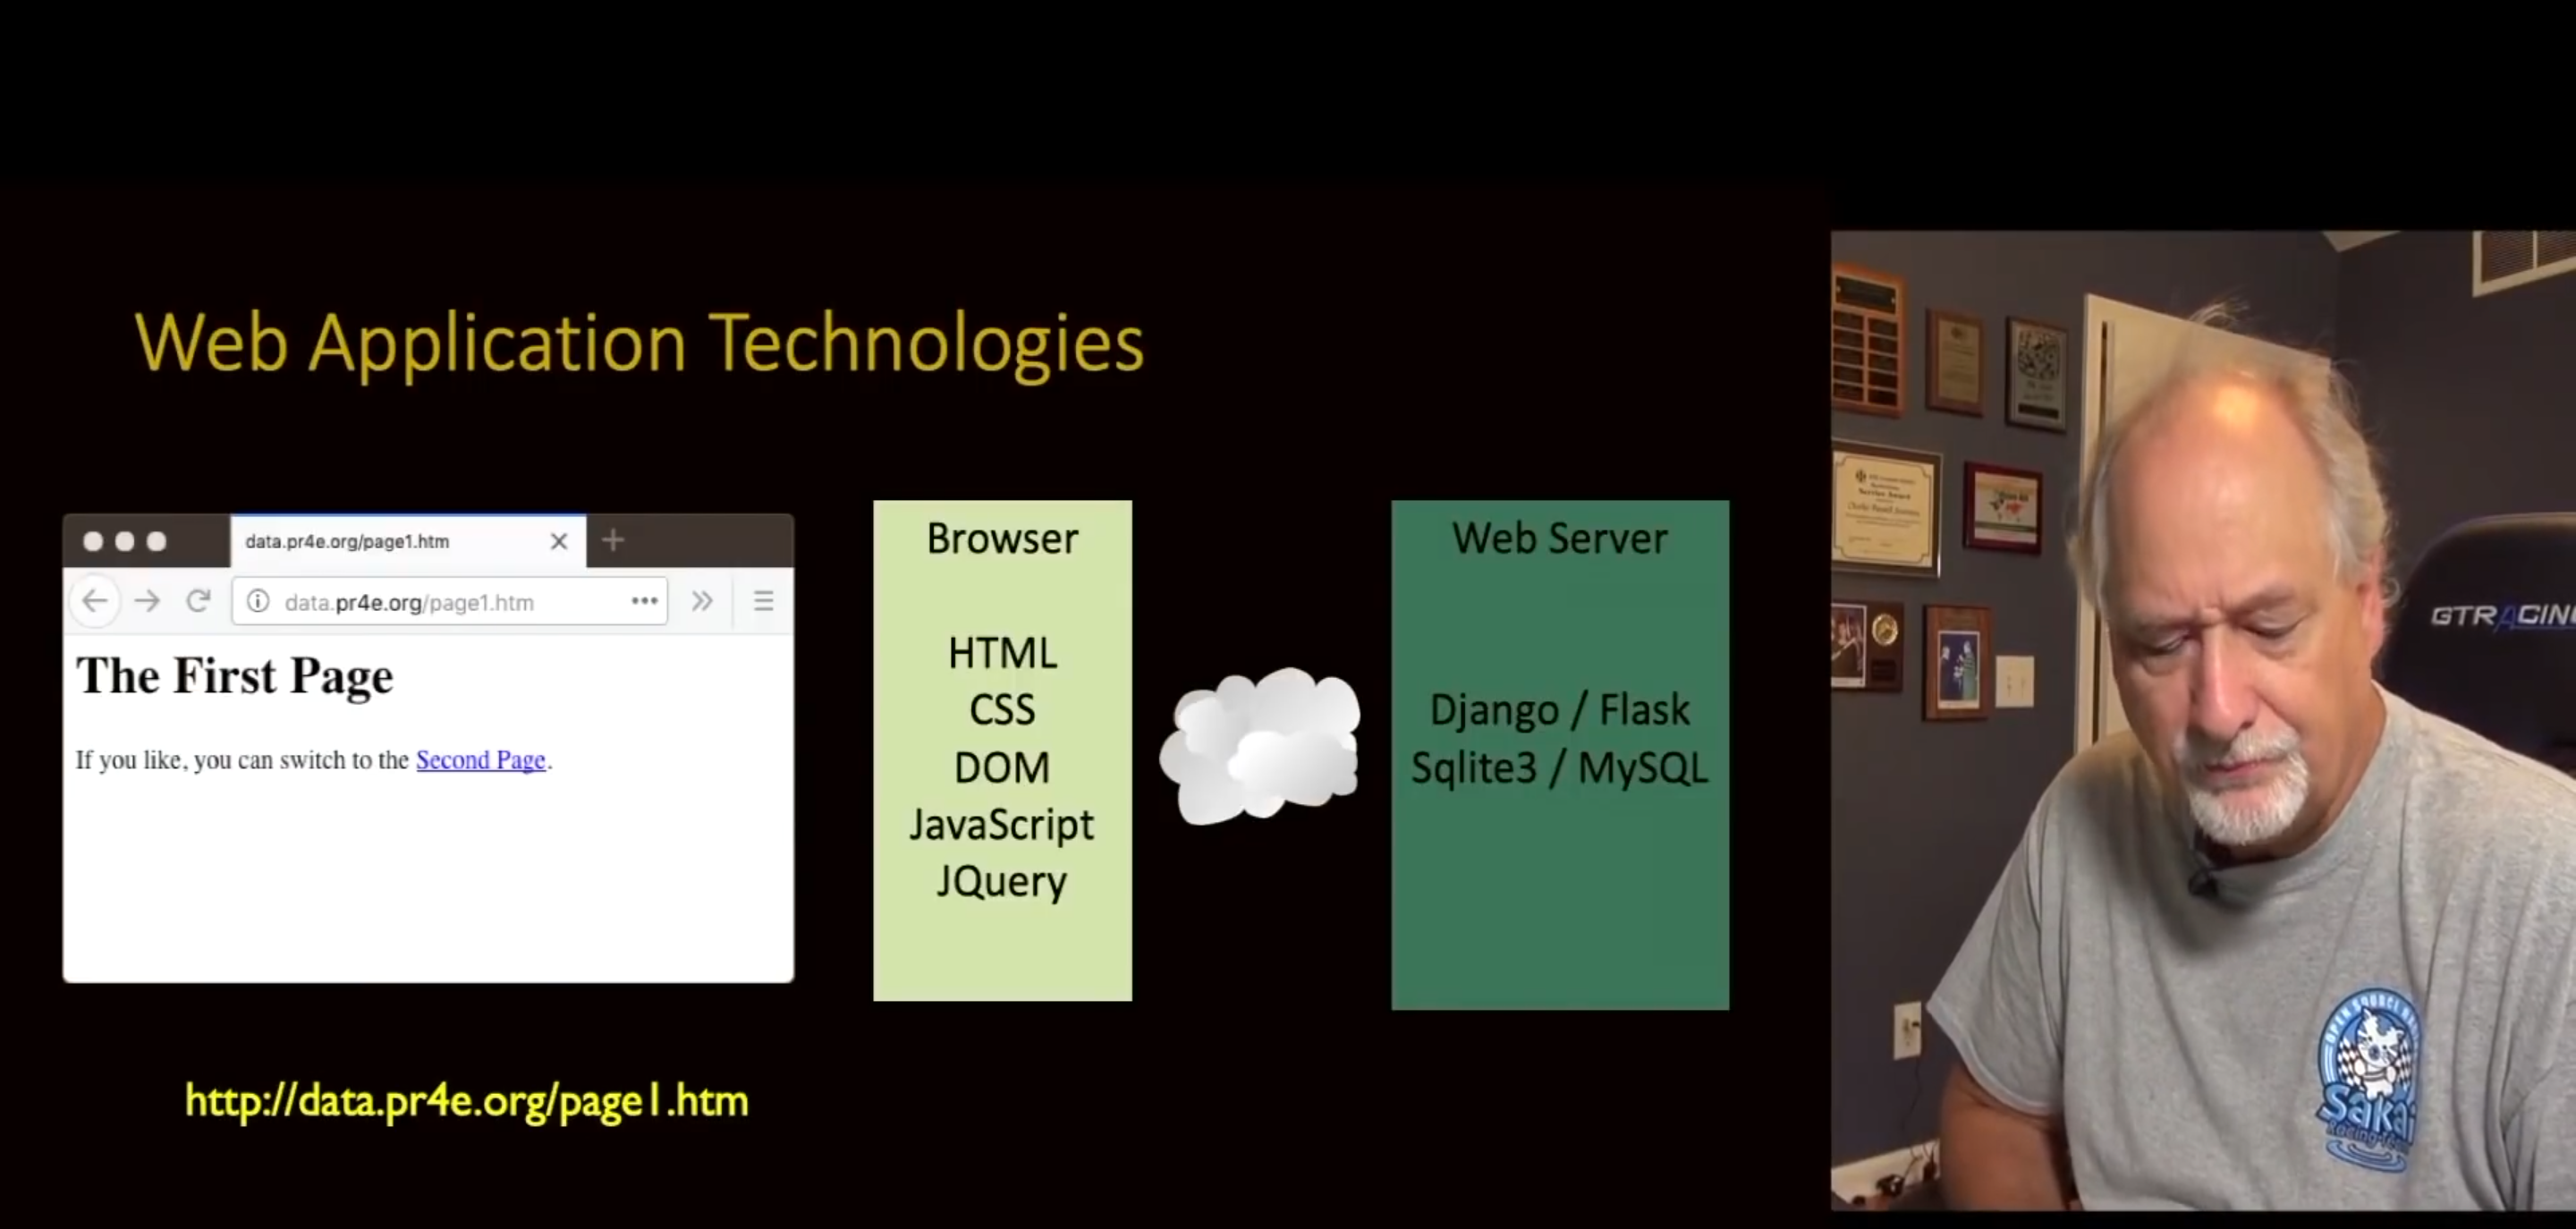 Web Application Technologies
data.pr4e.org/page1.htm
data.pr4e.org/page1.htm
The First Page
If you like, you can switch to the Second Page.
http://data.pr4e.org/page1.htm
Browser
HTML
CSS
DOM
JavaScript
JQuery
Web Server
Django / Flask
Sqlite3 / MySQL
GTRACING
Service Award
Sakai